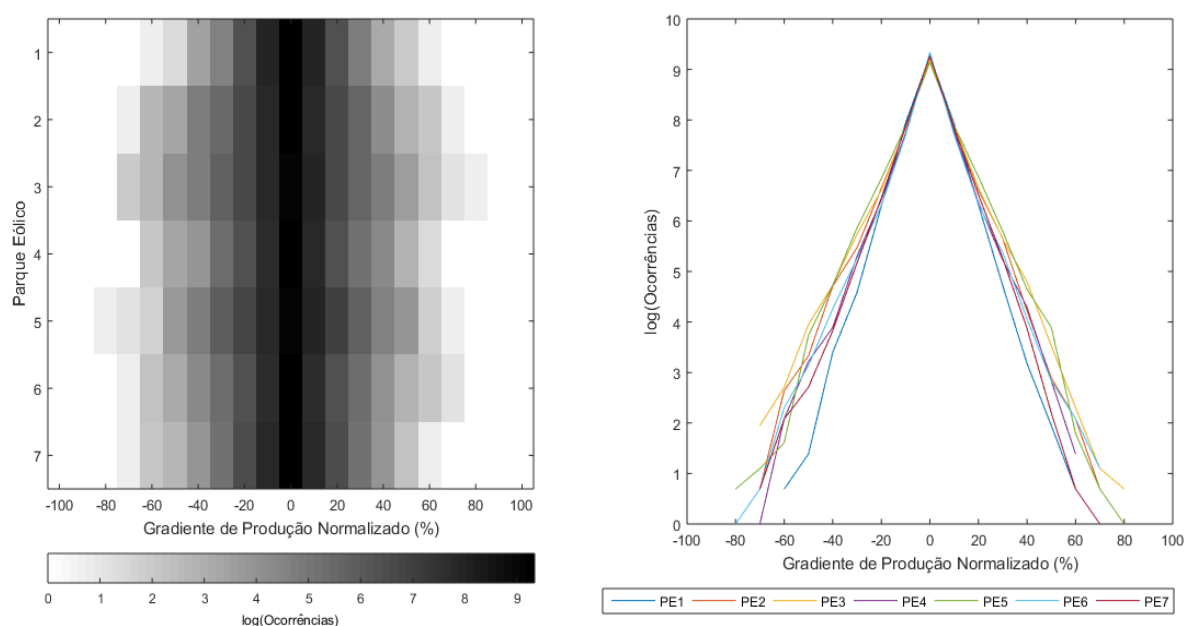 1
2
3
4
5
6
7
Parque Eólico
-100 -80 -60 -40 -20 0 20 40 60 80 100
Gradiente de Produção Normalizado (%)
0 1 2 3 4 5 6 7 8 9
log(Ocorrências)
10
9
8
7
6
5
4
3
2
1
0
log(Ocorrências)
-100 -80 -60 -40 -20 0 20 40 60 80 100
Gradiente de Produção Normalizado (%)
PE1 PE2 PE3 PE4 PE5 PE6 PE7